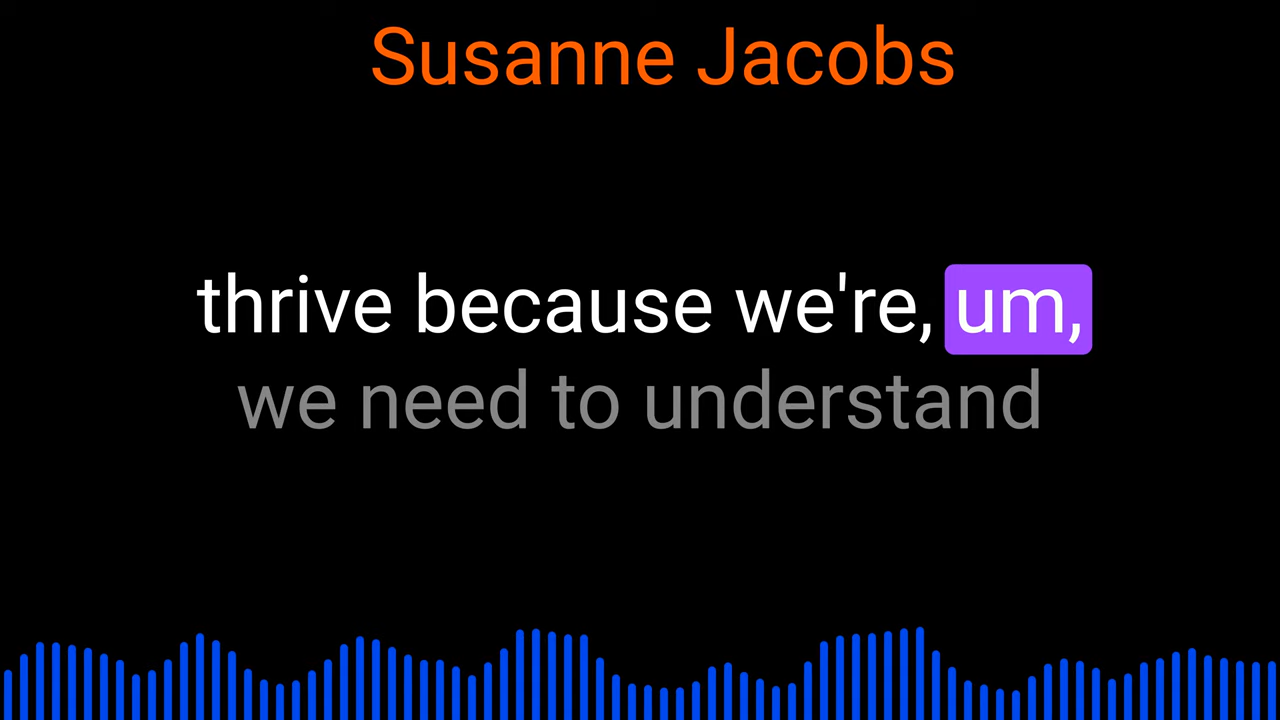 Susanne Jacobs
thrive because we're, um,
we need to understand